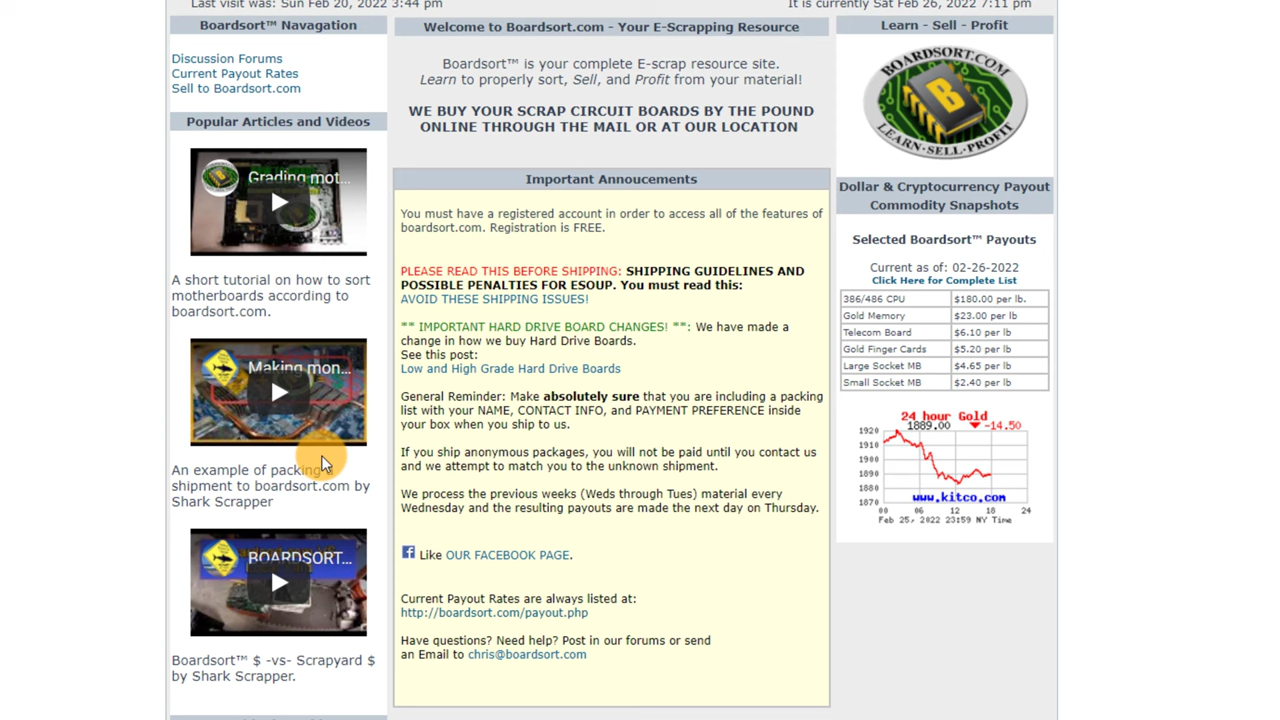 Last visit was: Sun Feb 20, 2022 3:44 pm
It is currently Sat Feb 26, 2022 7:11 pm
Boardsort™ Navagation
Discussion Forums
Current Payout Rates
Sell to Boardsort.com
Popular Articles and Videos
Grading mot...
A short tutorial on how to sort
motherboards according to
boardsort.com.
Making mon...
An example of packing a
shipment to boardsort.com by
Shark Scrapper
BOARDSORT...
Boardsort™ $ -vs- Scrapyard $
by Shark Scrapper.
Welcome to Boardsort.com - Your E-Scrapping Resource
Boardsort™ is your complete E-scrap resource site.
Learn to properly sort, Sell, and Profit from your material!
WE BUY YOUR SCRAP CIRCUIT BOARDS BY THE POUND
ONLINE THROUGH THE MAIL OR AT OUR LOCATION
Important Annoucements
You must have a registered account in order to access all of the features of
boardsort.com. Registration is FREE.
PLEASE READ THIS BEFORE SHIPPING: SHIPPING GUIDELINES AND
POSSIBLE PENALTIES FOR ESOUP. You must read this:
AVOID THESE SHIPPING ISSUES!
** IMPORTANT HARD DRIVE BOARD CHANGES! **: We have made a
change in how we buy Hard Drive Boards.
See this post:
Low and High Grade Hard Drive Boards
General Reminder: Make absolutely sure that you are including a packing
list with your NAME, CONTACT INFO, and PAYMENT PREFERENCE inside
your box when you ship to us.
If you ship anonymous packages, you will not be paid until you contact us
and we attempt to match you to the unknown shipment.
We process the previous weeks (Weds through Tues) material every
Wednesday and the resulting payouts are made the next day on Thursday.
Like OUR FACEBOOK PAGE.
Current Payout Rates are always listed at:
http://boardsort.com/payout.php
Have questions? Need help? Post in our forums or send
an Email to chris@boardsort.com
Learn - Sell - Profit
BOARDSORT.COM
B
LEARN·SELL·PROFIT
Dollar & Cryptocurrency Payout
Commodity Snapshots
Selected Boardsort™ Payouts
Current as of: 02-26-2022
Click Here for Complete List
386/486 CPU $180.00 per lb.
Gold Memory $23.00 per lb
Telecom Board $6.10 per lb
Gold Finger Cards $5.20 per lb
Large Socket MB $4.65 per lb
Small Socket MB $2.40 per lb
24 hour Gold
1889.00 -14.50
1920
1910
1900
1890
1880
1870
www.kitco.com
00 06 12 18 24
Feb 25, 2022 23:59 NY Time